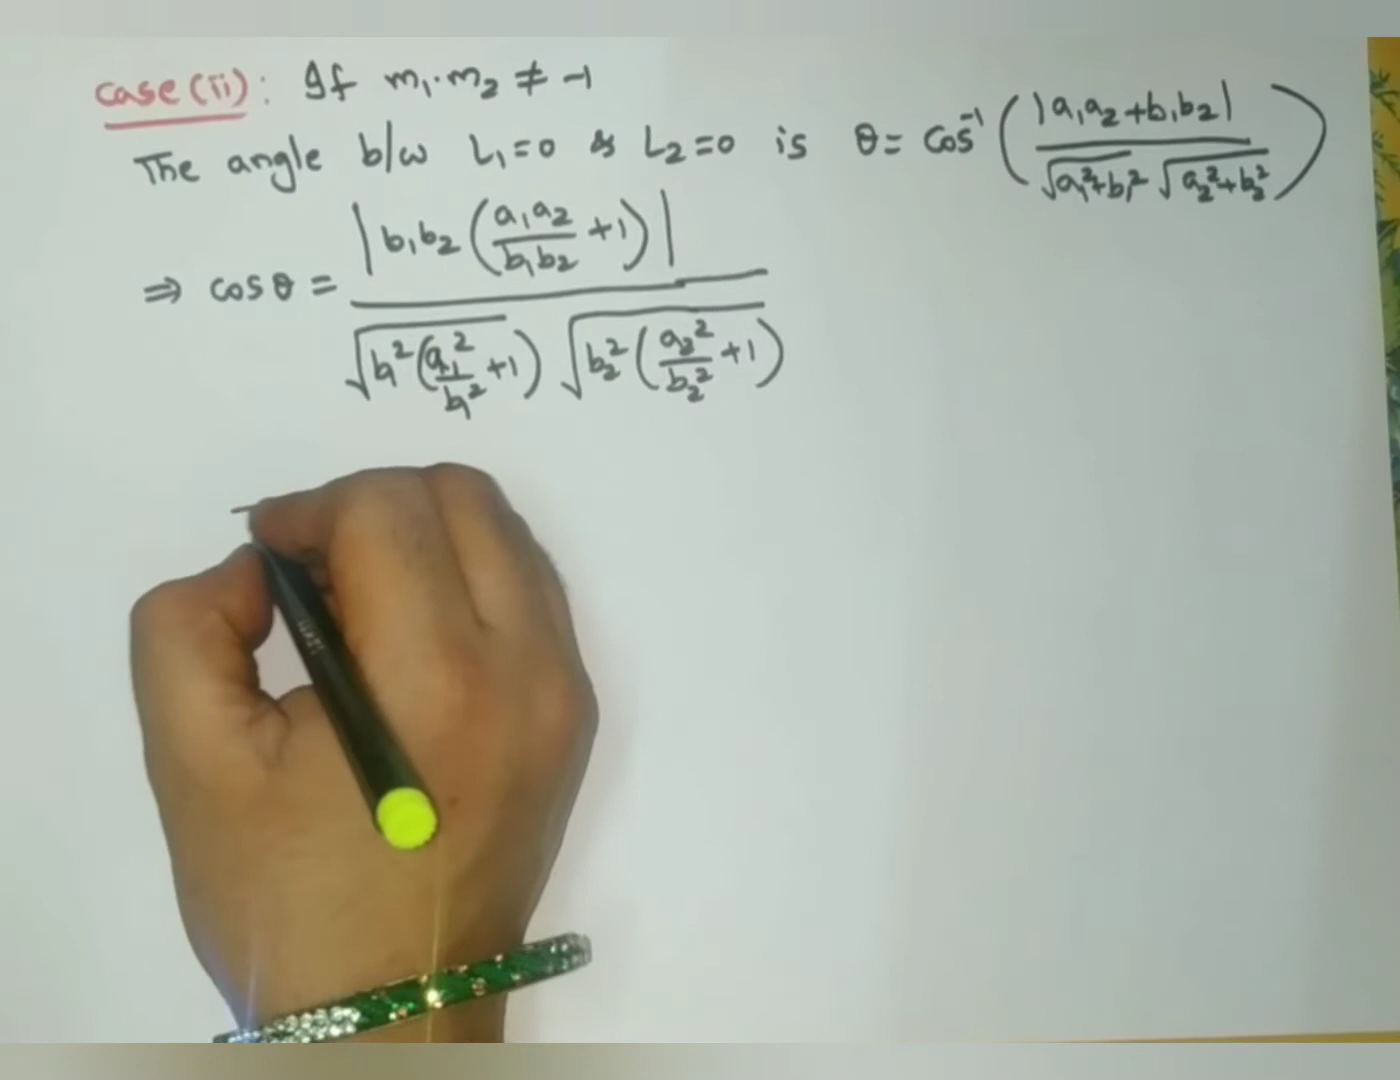 case(ii): If m₁·m₂ ≠ -1
The angle b/w L₁=0 & L₂=0 is θ= Cos⁻¹ ( |a₁a₂+b₁b₂| / √a₁²+b₁² √a₂²+b₂² )
⇒ cosθ = |b₁b₂ (a₁a₂/b₁b₂ +1)| / √b₁²(a₁²/b₁² +1) √b₂²(a₂²/b₂² +1)